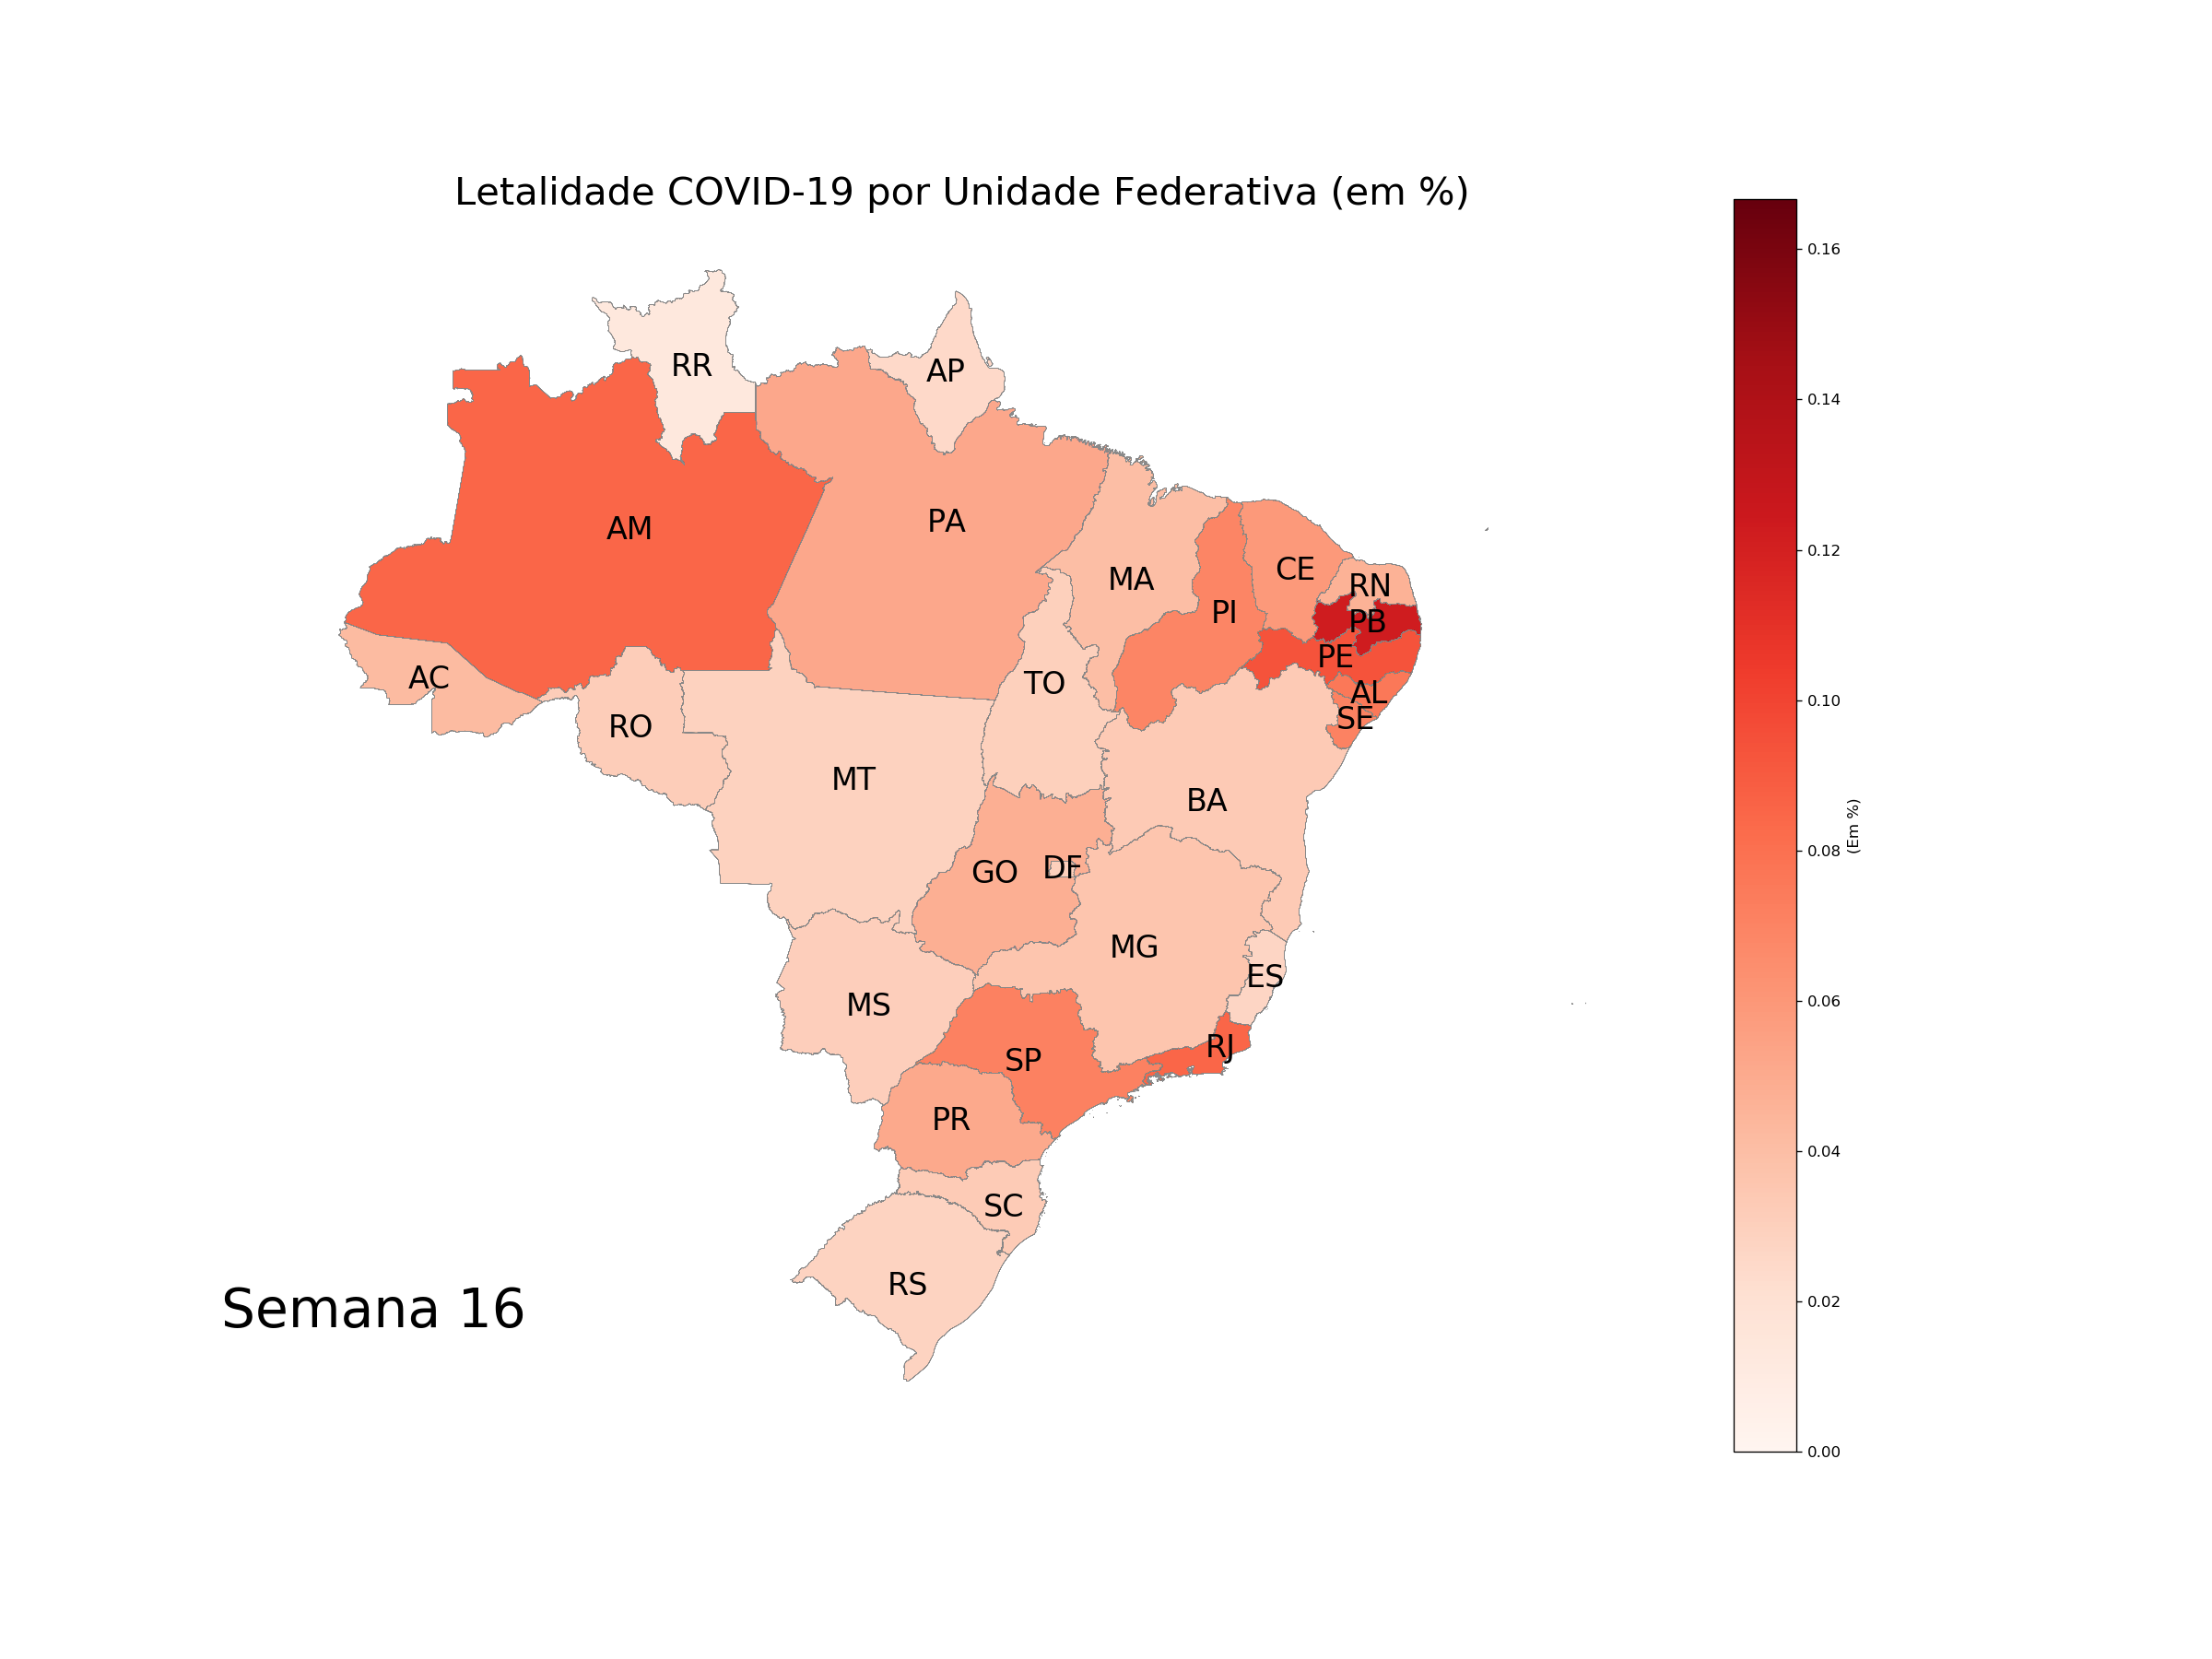 Letalidade COVID-19 por Unidade Federativa (em %)
0.16
0.14
0.12
0.10
0.08
0.06
0.04
0.02
0.00
(Em %)
RR
AP
AM
PA
MA
CE
RN
PI
PB
PE
AC
TO
AL
SE
RO
MT
BA
GO
DF
MG
ES
MS
SP
RJ
PR
SC
RS
Semana 16